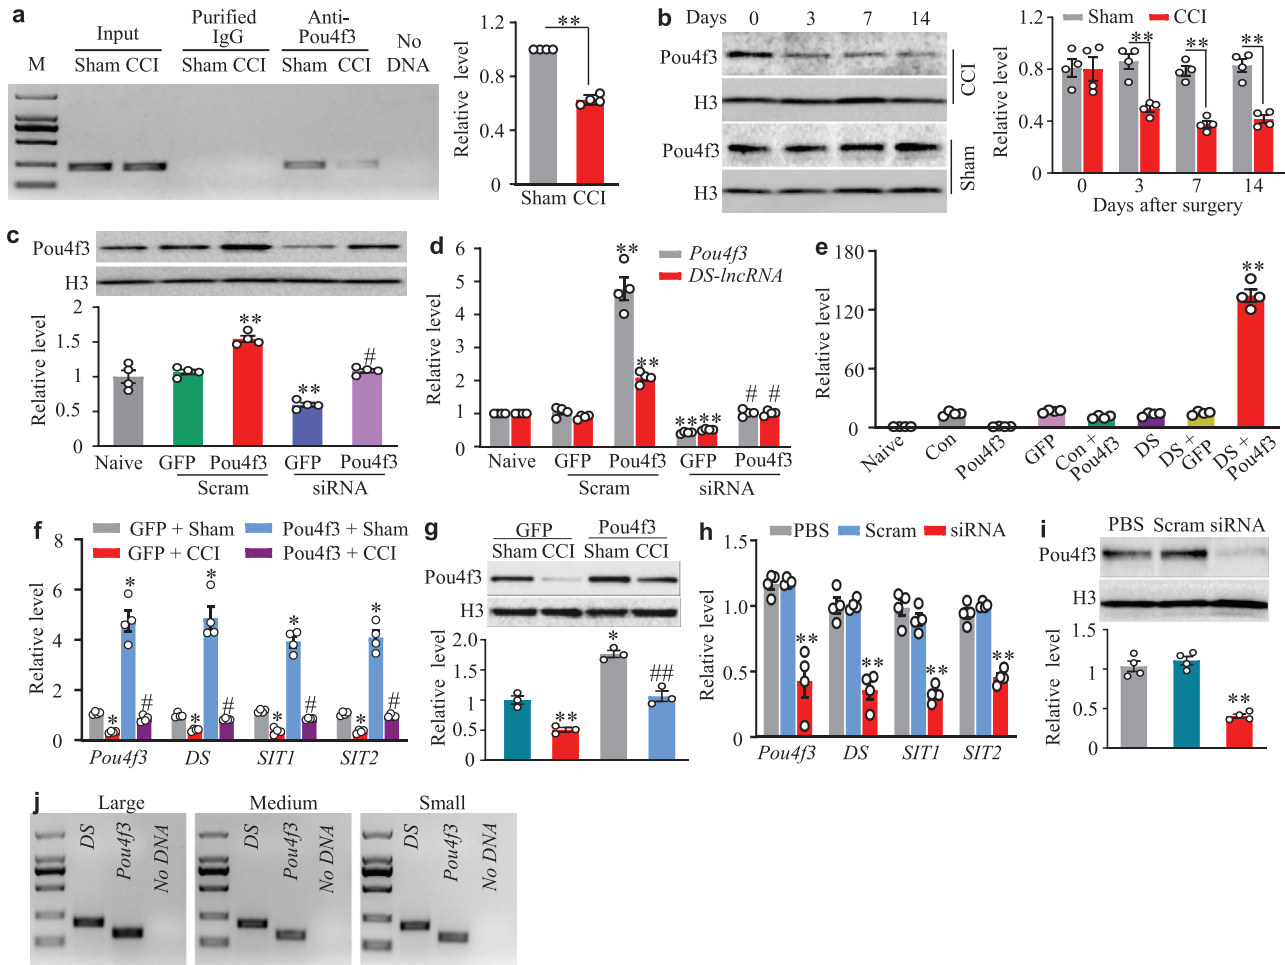 a
Input
Purified
IgG
Anti-
Pou4f3
No
DNA
M
Sham CCI
Sham CCI
Sham CCI
Relative level
1.2
0.8
0.4
0
**
Sham CCI
b
Days 0 3 7 14
Pou4f3
H3
CCI
Pou4f3
H3
Sham
Sham CCI
Relative level
1.2
0.8
0.4
0
** ** **
0 3 7 14
Days after surgery
c
Pou4f3
H3
Relative level
2
1.5
1
0.5
0
** ** #
Naive GFP Pou4f3 GFP Pou4f3
Scram siRNA
d
Pou4f3
DS-lncRNA
Relative level
6
5
4
3
2
1
0
** ** ** ** # #
Naive GFP Pou4f3 GFP Pou4f3
Scram siRNA
e
Relative level
180
120
60
0
**
Naive
Con
Pou4f3
GFP
Con +
Pou4f3
DS
DS +
GFP
DS +
Pou4f3
f
GFP + Sham Pou4f3 + Sham
GFP + CCI Pou4f3 + CCI
Relative level
8
6
4
2
0
* * # * * # * * # * * #
Pou4f3 DS SIT1 SIT2
g
GFP Pou4f3
Sham CCI Sham CCI
Pou4f3
H3
Relative level
2.0
1.5
1.0
0.5
0
** * ##
h
PBS Scram siRNA
Relative level
1.5
1.0
0.5
0
** ** ** **
Pou4f3 DS SIT1 SIT2
i
PBS Scram siRNA
Pou4f3
H3
Relative level
1.5
1
0.5
0
**
j
Large Medium Small
DS Pou4f3 No DNA
DS Pou4f3 No DNA
DS Pou4f3 No DNA